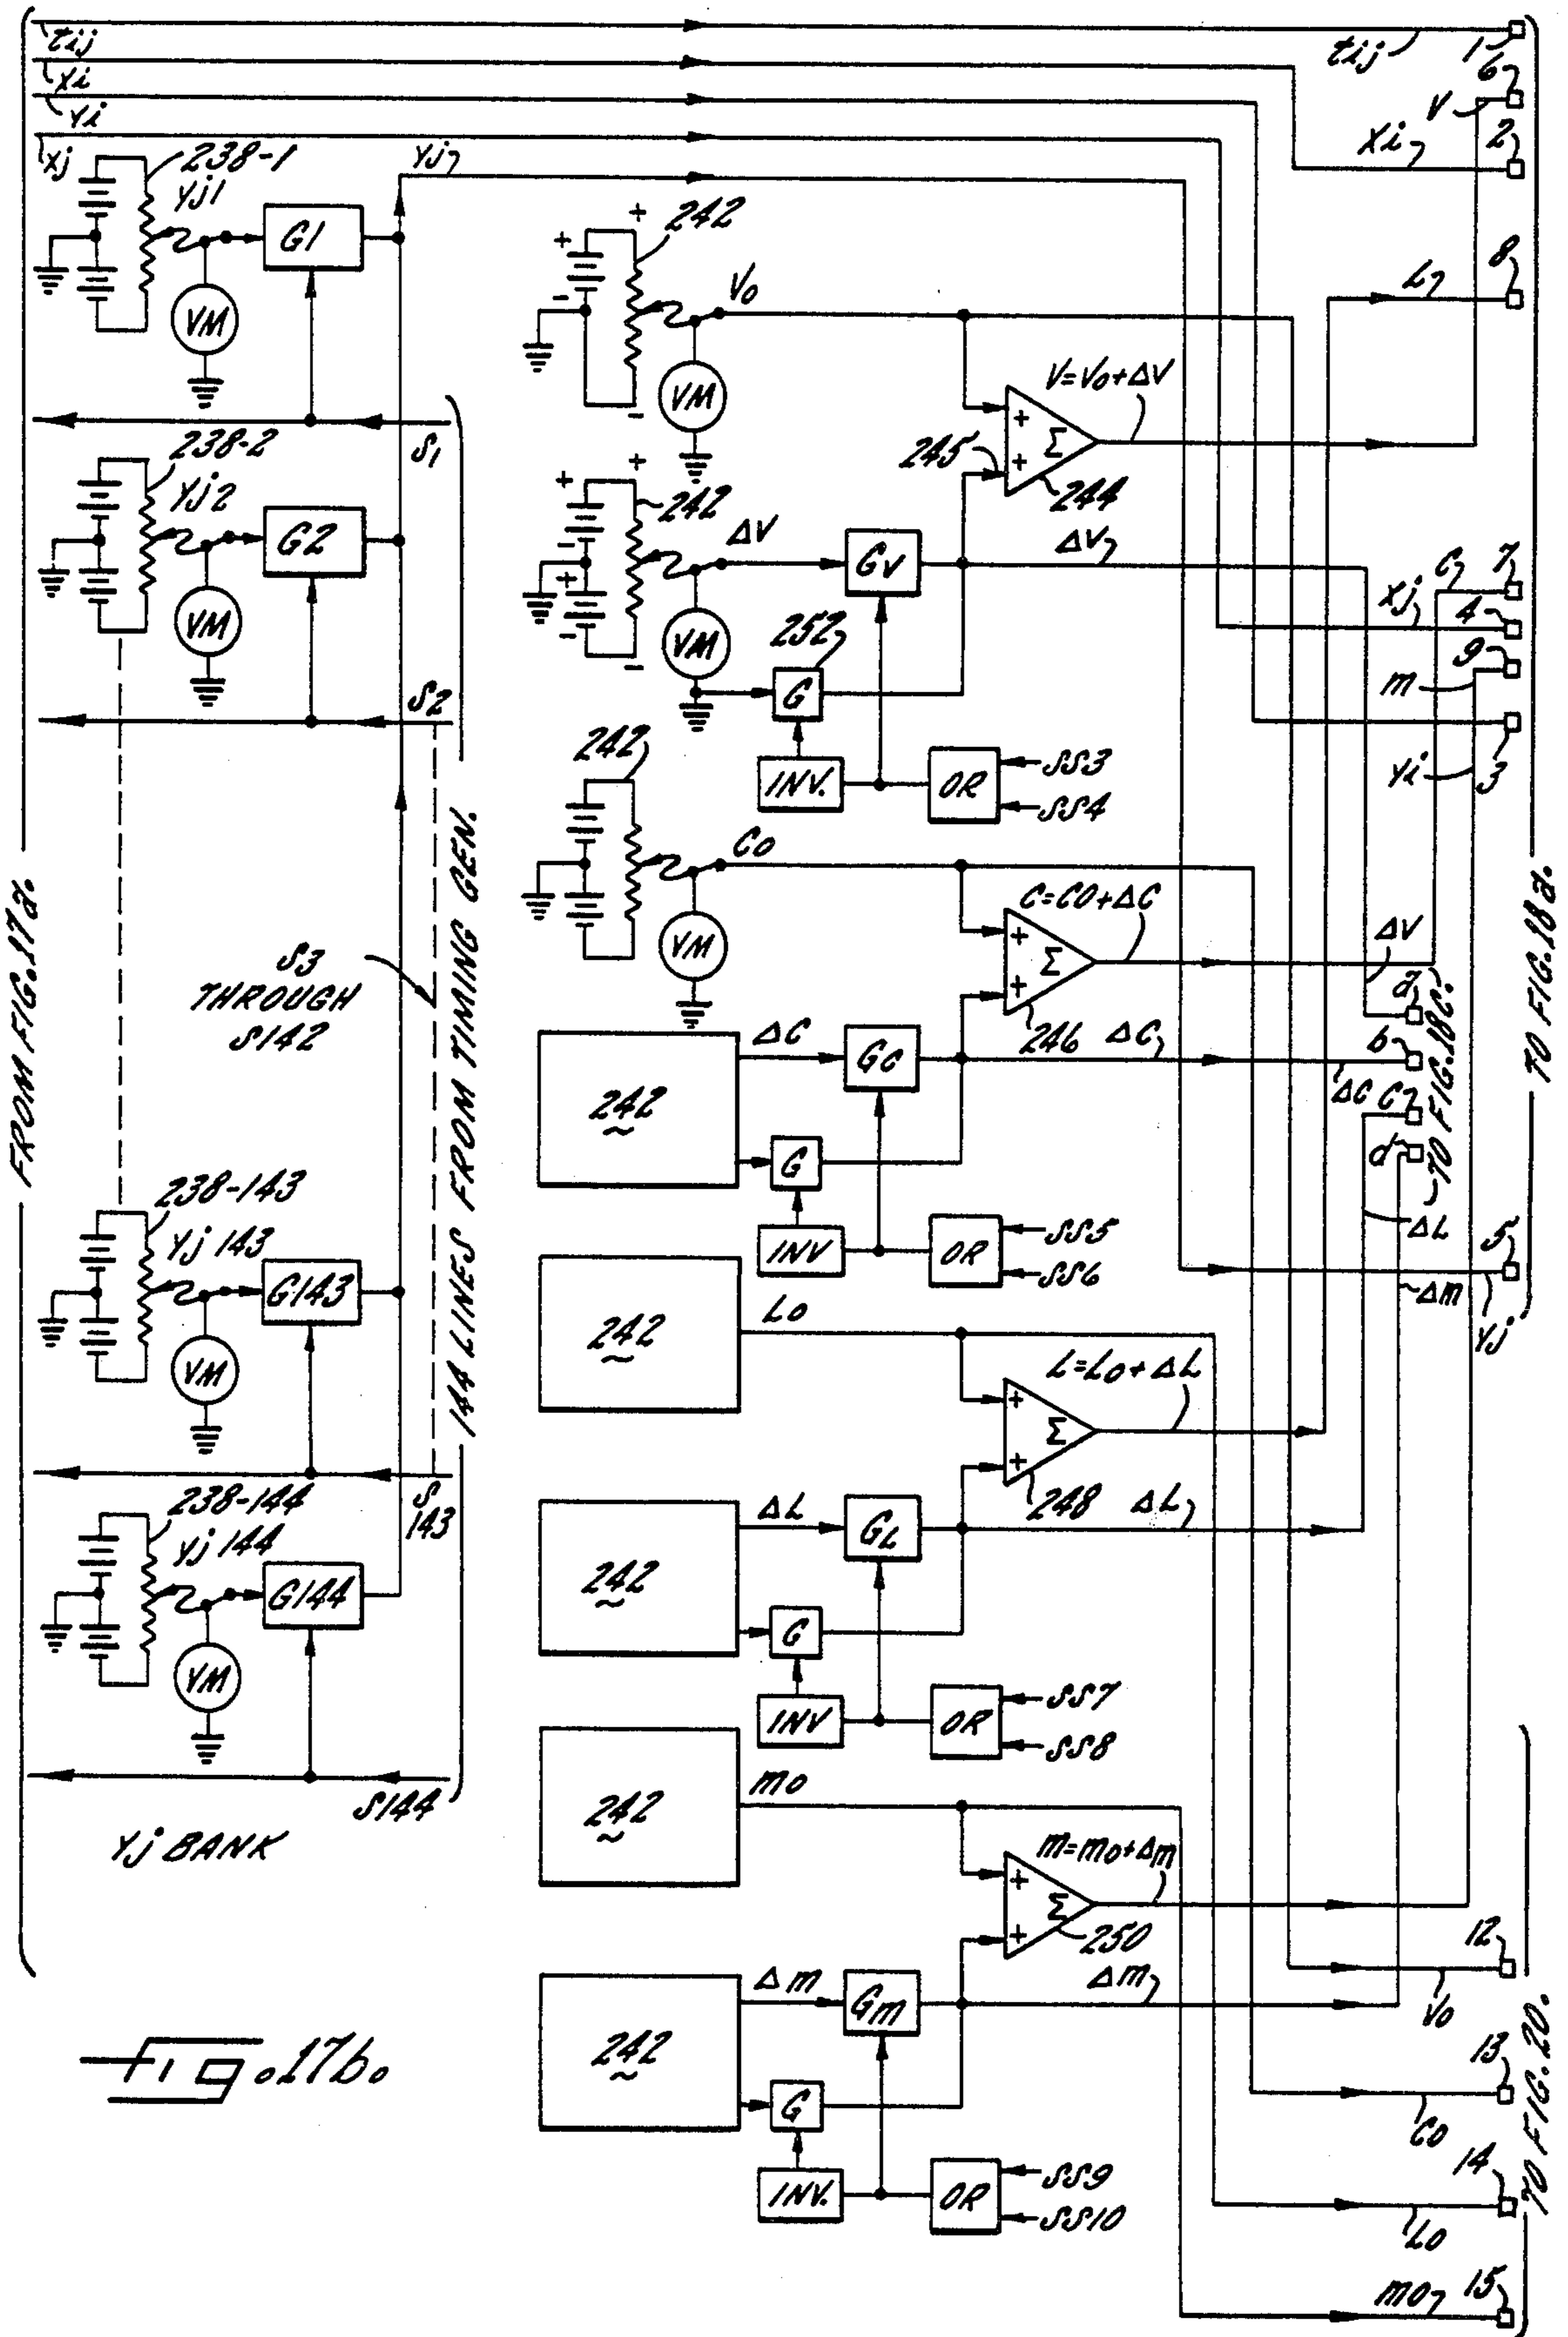 tij
tij
1
xi
6
V
Yi
2
Xi
xj
238-1
Yj1
Yj
G1
VM
242
+
+
-
-
Vo
VM
L
8
V=Vo+ΔV
+
+
Σ
245
244
S1
238-2
Yj2
G2
VM
+
+
-
+
-
-
242
ΔV
Gv
ΔV
VM
252
G
INV.
OR
SS3
SS4
C
7
Xj
4
9
m
Yi
3
S2
242
Co
VM
C=CO+ΔC
+
+
Σ
246
ΔC
ΔV
a
b
ΔC
C
d
TO FIG. 18C.
ΔL
FROM FIG. 17a.
S3
THROUGH
S142
144 LINES FROM TIMING GEN.
TO FIG. 18a.
242
ΔC
Gc
G
INV
OR
SS5
SS6
5
Δm
Yj
238-143
Yj 143
G143
VM
S
143
242
Lo
L=Lo+ΔL
+
+
Σ
248
ΔL
238-144
Yj 144
G144
VM
S144
Yj BANK
242
ΔL
GL
G
INV
OR
SS7
SS8
242
mo
m=mo+Δm
+
+
Σ
250
Δm
12
Vo
242
Δm
Gm
G
INV.
OR
SS9
SS10
13
Co
14
Lo
mo
15
TO FIG. 20.
Fig. 17b.